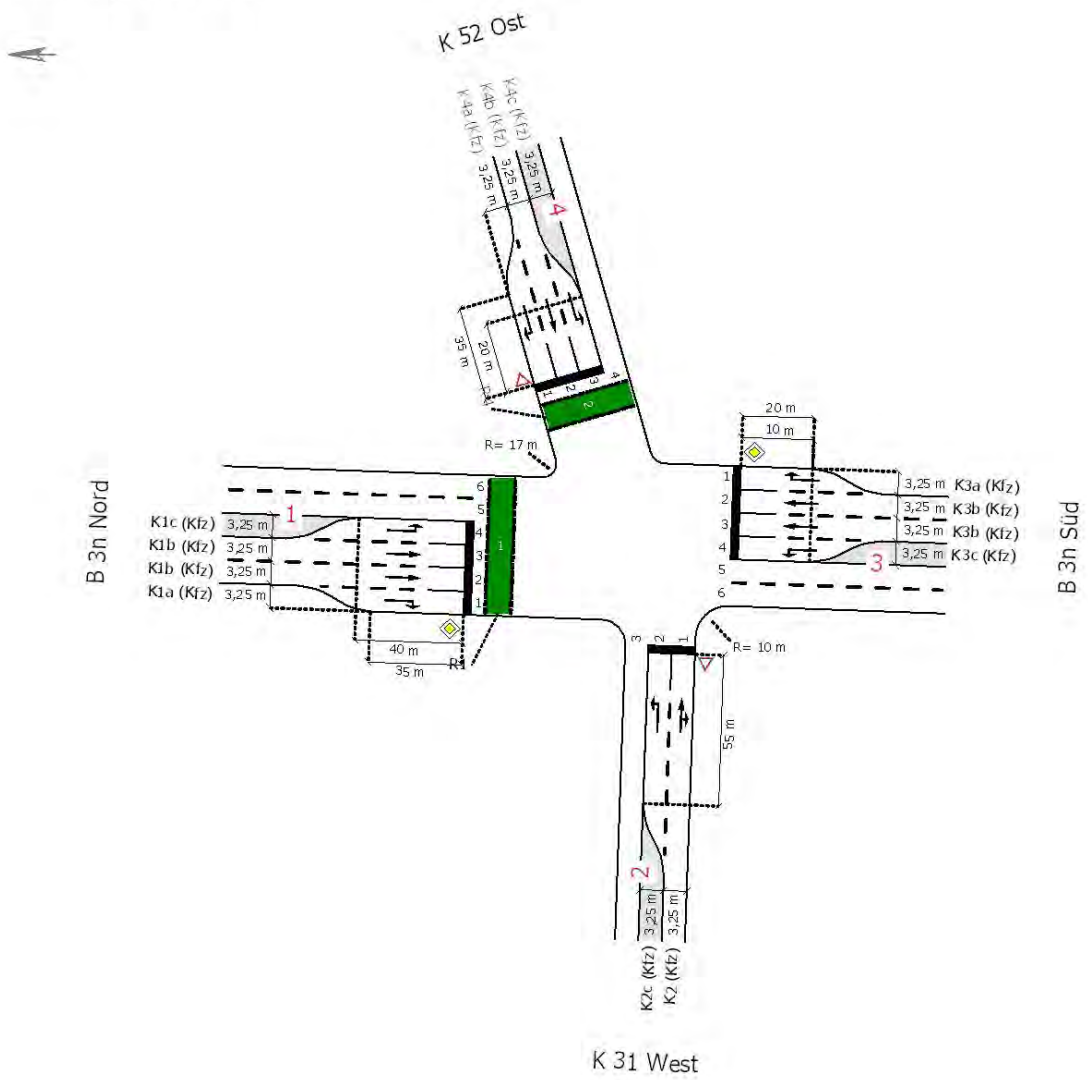 K 52 Ost
K4a (Kfz)
K4b (Kfz)
K4c (Kfz)
3,25 m
3,25 m
3,25 m
4
35 m
20 m
1
2
3
4
2
R= 17 m
B 3n Nord
K1c (Kfz) 3,25 m
K1b (Kfz) 3,25 m
K1b (Kfz) 3,25 m
K1a (Kfz) 3,25 m
1
6
5
4
3
2
1
1
40 m
35 m
R1
20 m
10 m
1
2
3
4
5
6
3,25 m K3a (Kfz)
3,25 m K3b (Kfz)
3,25 m K3b (Kfz)
3,25 m K3c (Kfz)
3
B 3n Süd
3
2
1
R= 10 m
55 m
2
3,25 m
3,25 m
K2c (Kfz)
K2 (Kfz)
K 31 West